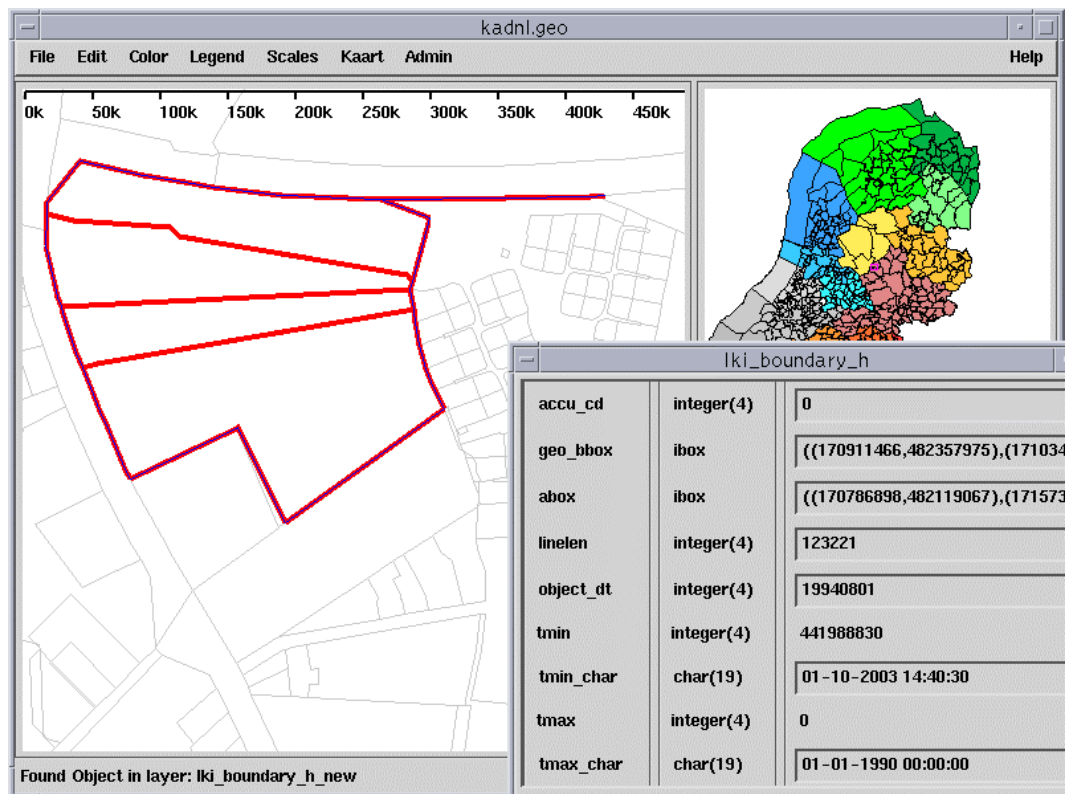 kadnl.geo
File Edit Color Legend Scales Kaart Admin Help
0k 50k 100k 150k 200k 250k 300k 350k 400k 450k
lki_boundary_h
accu_cd integer(4) 0
geo_bbox ibox ((170911466,482357975),(171034
abox ibox ((170786898,482119067),(171573
linelen integer(4) 123221
object_dt integer(4) 19940801
tmin integer(4) 441988830
tmin_char char(19) 01-10-2003 14:40:30
tmax integer(4) 0
tmax_char char(19) 01-01-1990 00:00:00
Found Object in layer: lki_boundary_h_new